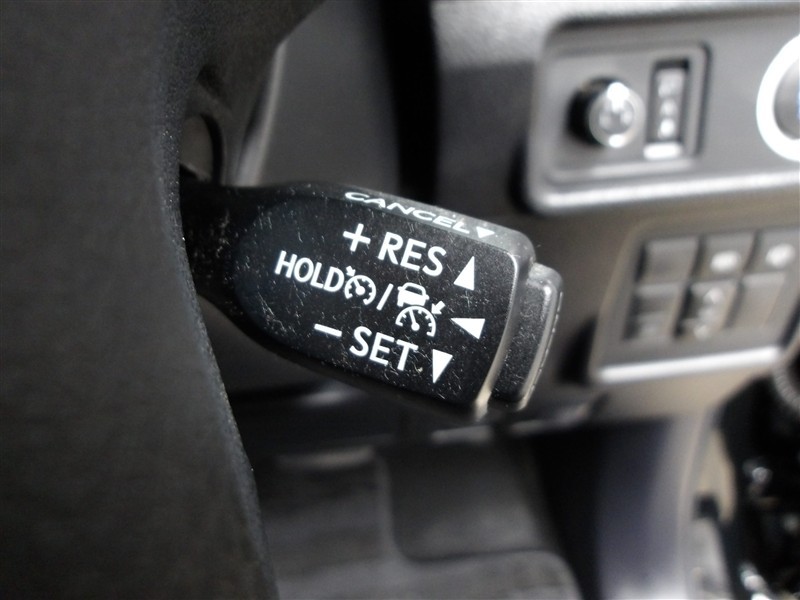 CANCEL
+ RES
HOLD /
− SET